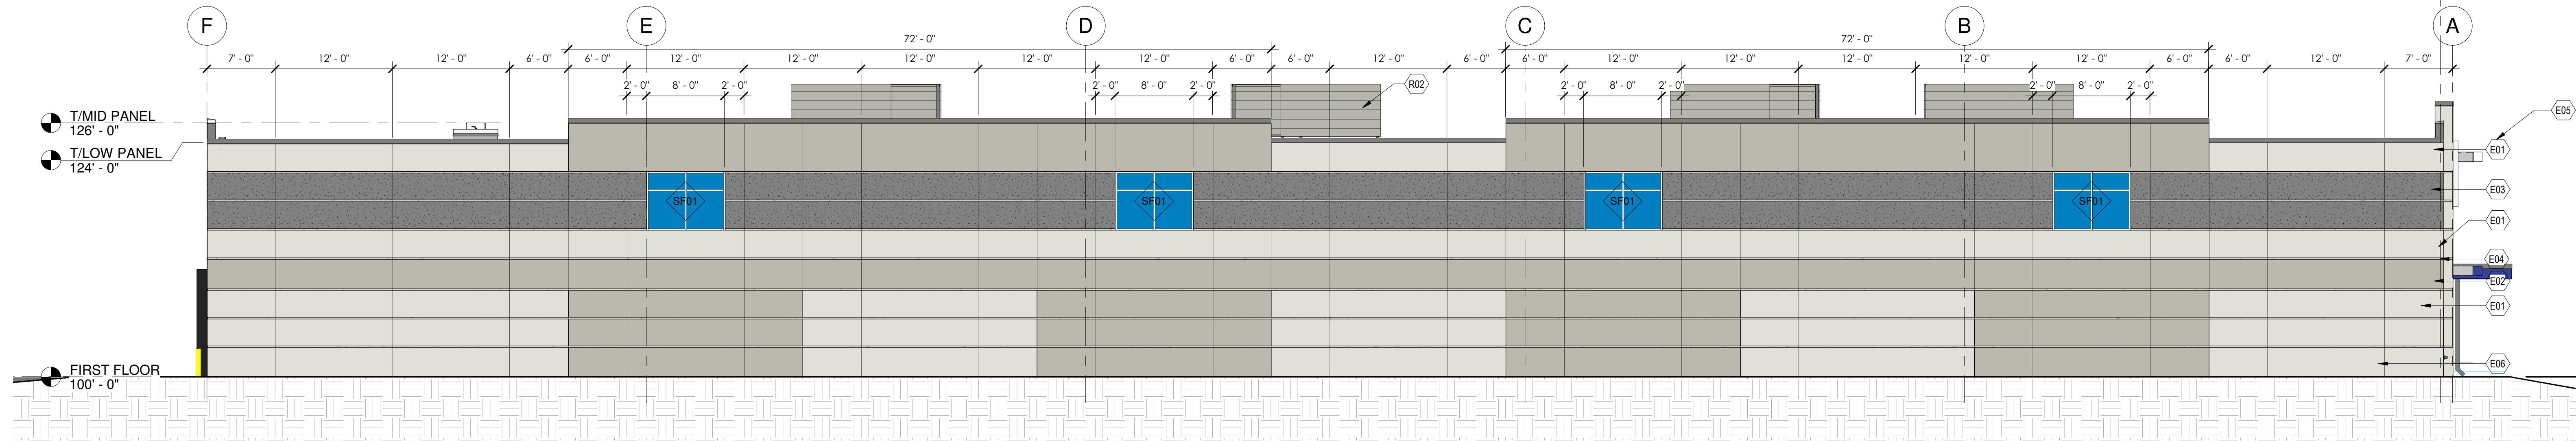 F E D C B A
72' - 0" 72' - 0"
7' - 0" 12' - 0" 12' - 0" 6' - 0" 6' - 0" 12' - 0" 12' - 0" 12' - 0" 12' - 0" 12' - 0" 6' - 0" 6' - 0" 12' - 0" 6' - 0" 6' - 0" 12' - 0" 12' - 0" 12' - 0" 12' - 0" 12' - 0" 6' - 0" 6' - 0" 12' - 0" 7' - 0"
2' - 0" 8' - 0" 2' - 0" 2' - 0" 8' - 0" 2' - 0" 2' - 0" 8' - 0" 2' - 0" 2' - 0" 8' - 0" 2' - 0"
R02
E05
T/MID PANEL
126' - 0"
T/LOW PANEL
124' - 0"
E01
E03
SF01 SF01 SF01 SF01
E01
E04
E02
E01
E06
FIRST FLOOR
100' - 0"